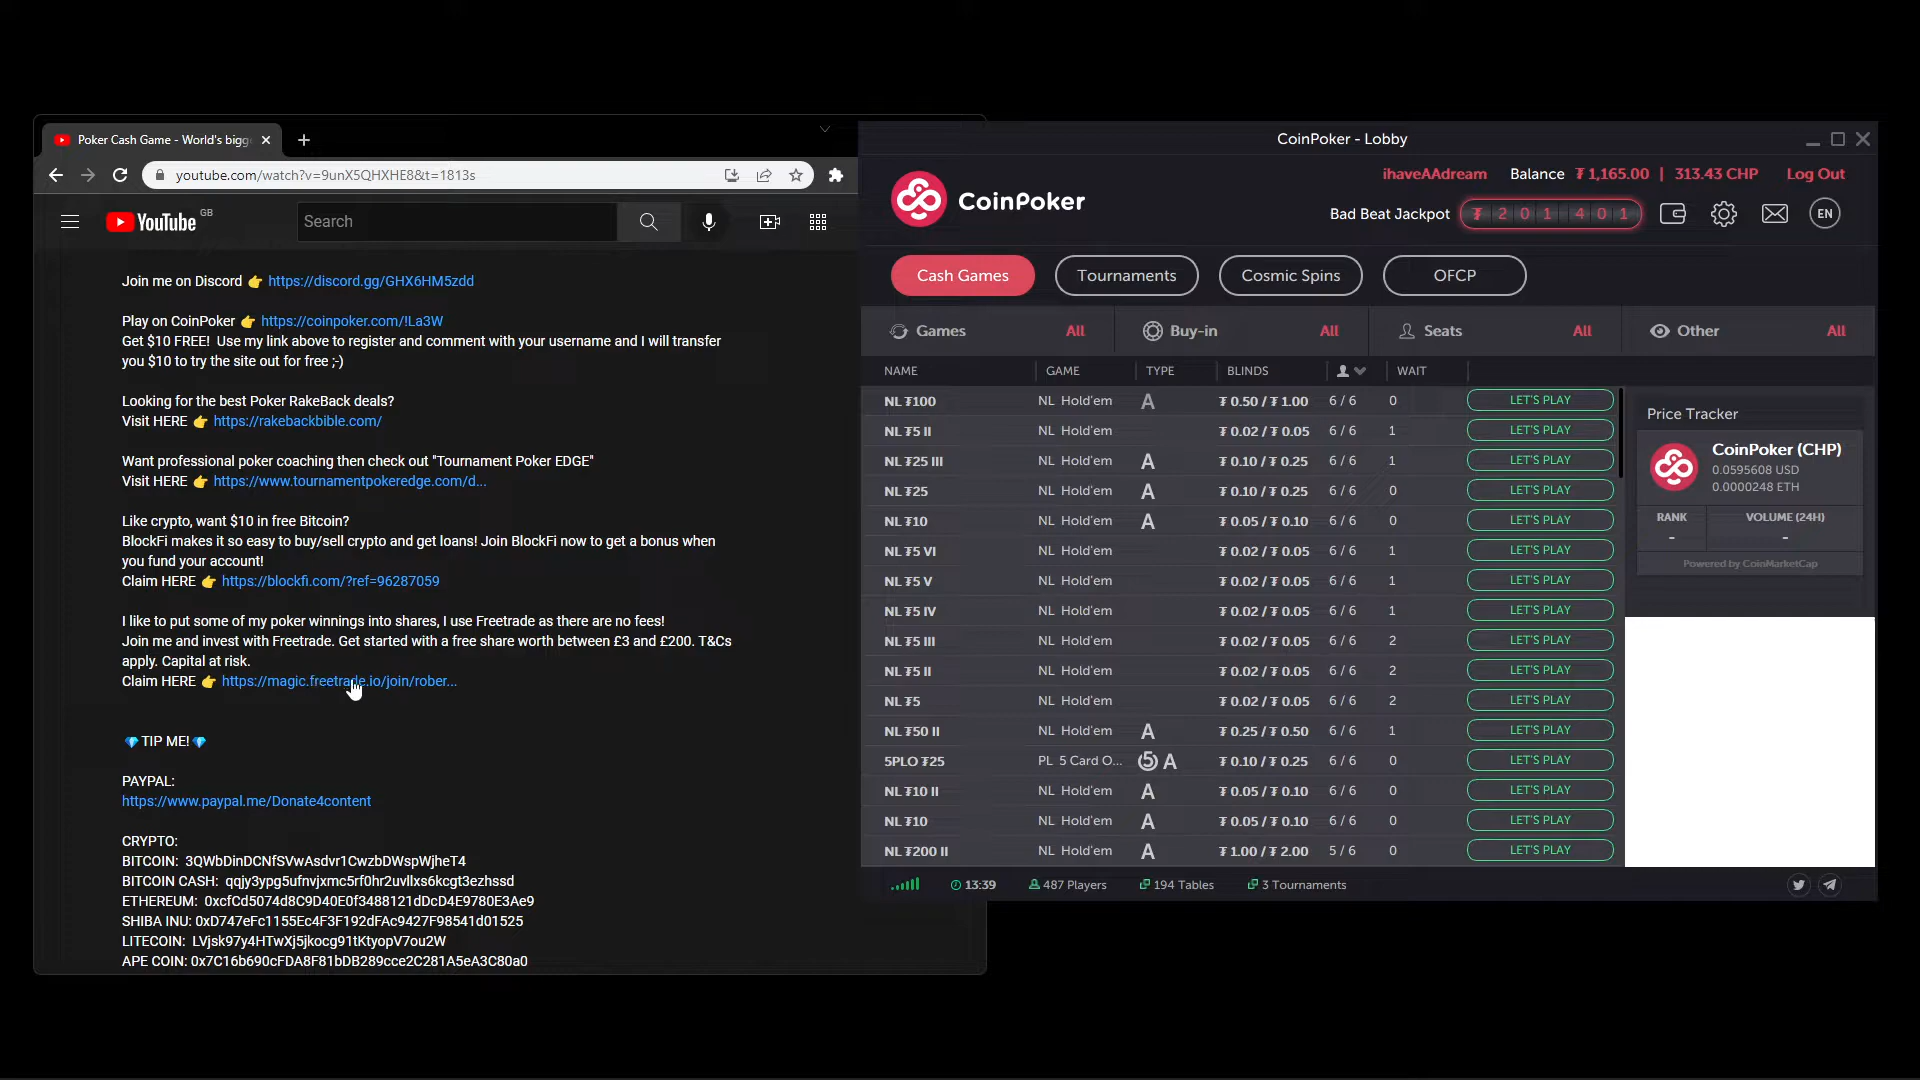 Poker Cash Game - World's bigg
youtube.com/watch?v=9unX5QHXHE8&t=1813s
YouTube GB
Search
Join me on Discord 👉 https://discord.gg/GHX6HM5zdd
Play on CoinPoker 👉 https://coinpoker.com/!La3W
Get $10 FREE! Use my link above to register and comment with your username and I will transfer
you $10 to try the site out for free ;-)
Looking for the best Poker RakeBack deals?
Visit HERE 👉 https://rakebackbible.com/
Want professional poker coaching then check out "Tournament Poker EDGE"
Visit HERE 👉 https://www.tournamentpokeredge.com/d...
Like crypto, want $10 in free Bitcoin?
BlockFi makes it so easy to buy/sell crypto and get loans! Join BlockFi now to get a bonus when
you fund your account!
Claim HERE 👉 https://blockfi.com/?ref=96287059
I like to put some of my poker winnings into shares, I use Freetrade as there are no fees!
Join me and invest with Freetrade. Get started with a free share worth between £3 and £200. T&Cs
apply. Capital at risk.
Claim HERE 👉 https://magic.freetrade.io/join/rober...
💎TIP ME!💎
PAYPAL:
https://www.paypal.me/Donate4content
CRYPTO:
BITCOIN: 3QWbDinDCNfSVwAsdvr1CwzbDWspWjheT4
BITCOIN CASH: qqjy3ypg5ufnvjxmc5rf0hr2uvllxs6kcgt3ezhssd
ETHEREUM: 0xcfCd5074d8C9D40E0f3488121dDcD4E9780E3Ae9
SHIBA INU: 0xD747eFc1155Ec4F3F192dFAc9427F98541d01525
LITECOIN: LVjsk97y4HTwXj5jkocg91tKtyopV7ou2W
APE COIN: 0x7C16b690cFDA8F81bDB289cce2C281A5eA3C80a0
CoinPoker - Lobby
ihaveAAdream Balance ₮ 1,165.00 | 313.43 CHP Log Out
CoinPoker
Bad Beat Jackpot ₮ 201 401 EN
Cash Games Tournaments Cosmic Spins OFCP
Games All Buy-in All Seats All Other All
NAME GAME TYPE BLINDS WAIT
NL ₮100 NL Hold'em A ₮ 0.50 / ₮ 1.00 6 / 6 0 LET'S PLAY
NL ₮5 II NL Hold'em ₮ 0.02 / ₮ 0.05 6 / 6 1 LET'S PLAY
NL ₮25 III NL Hold'em A ₮ 0.10 / ₮ 0.25 6 / 6 1 LET'S PLAY
NL ₮25 NL Hold'em A ₮ 0.10 / ₮ 0.25 6 / 6 0 LET'S PLAY
NL ₮10 NL Hold'em A ₮ 0.05 / ₮ 0.10 6 / 6 0 LET'S PLAY
NL ₮5 VI NL Hold'em ₮ 0.02 / ₮ 0.05 6 / 6 1 LET'S PLAY
NL ₮5 V NL Hold'em ₮ 0.02 / ₮ 0.05 6 / 6 1 LET'S PLAY
NL ₮5 IV NL Hold'em ₮ 0.02 / ₮ 0.05 6 / 6 1 LET'S PLAY
NL ₮5 III NL Hold'em ₮ 0.02 / ₮ 0.05 6 / 6 2 LET'S PLAY
NL ₮5 II NL Hold'em ₮ 0.02 / ₮ 0.05 6 / 6 2 LET'S PLAY
NL ₮5 NL Hold'em ₮ 0.02 / ₮ 0.05 6 / 6 2 LET'S PLAY
NL ₮50 II NL Hold'em A ₮ 0.25 / ₮ 0.50 6 / 6 1 LET'S PLAY
5PLO ₮25 PL 5 Card O... 5 A ₮ 0.10 / ₮ 0.25 6 / 6 0 LET'S PLAY
NL ₮10 II NL Hold'em A ₮ 0.05 / ₮ 0.10 6 / 6 0 LET'S PLAY
NL ₮10 NL Hold'em A ₮ 0.05 / ₮ 0.10 6 / 6 0 LET'S PLAY
NL ₮200 II NL Hold'em A ₮ 1.00 / ₮ 2.00 5 / 6 0 LET'S PLAY
Price Tracker
CoinPoker (CHP)
0.0595608 USD
0.0000248 ETH
RANK VOLUME (24H)
- -
Powered by CoinMarketCap
13:39 487 Players 194 Tables 3 Tournaments